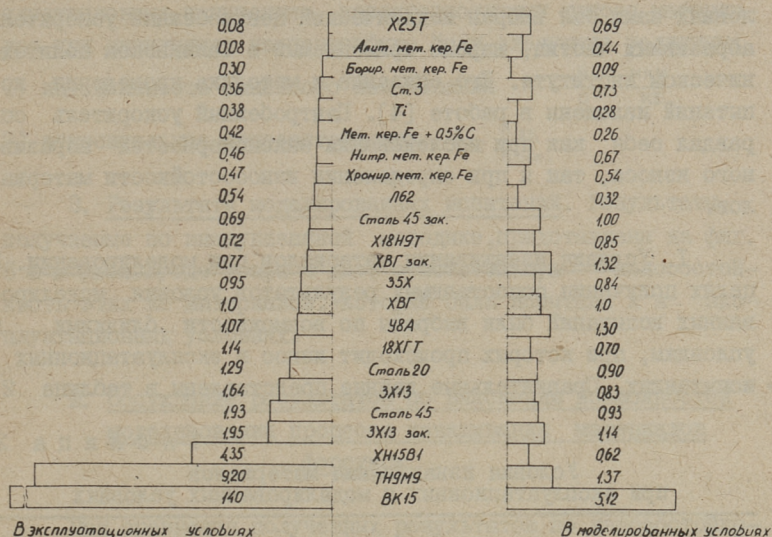 0,08 Х25Т 0,69
0,08 Алит. мет. кер. Fe 0,44
0,30 Борир. мет. кер. Fe 0,09
0,36 Ст. 3 0,73
0,38 Ti 0,28
0,42 Мет. кер. Fe + 0,5% С 0,26
0,46 Нитр. мет. кер. Fe 0,67
0,47 Хромир. мет. кер. Fe 0,54
0,54 Л62 0,32
0,69 Сталь 45 зак. 1,00
0,72 Х18Н9Т 0,85
0,77 ХВГ зак. 1,32
0,95 35Х 0,84
1,0 ХВГ 1,0
1,07 У8А 1,30
1,14 18ХГТ 0,70
1,29 Сталь 20 0,90
1,64 3Х13 0,83
1,93 Сталь 45 0,93
1,95 3Х13 зак. 1,14
4,35 ХН15В1 0,62
9,20 ТН9М9 1,37
140 ВК15 5,12
В эксплуатационных условиях В моделированных условиях